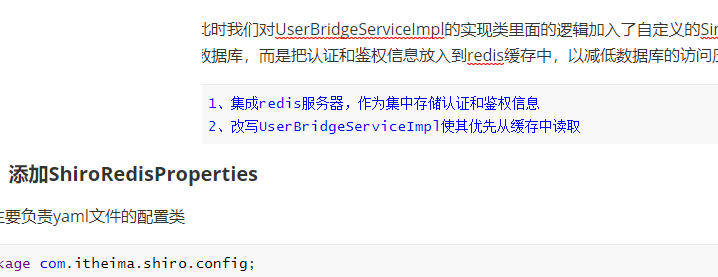 此时我们对UserBridgeServiceImpl的实现类里面的逻辑加入了自定义的
数据库，而是把认证和鉴权信息放入到redis缓存中，以减低数据库的访问
1、集成redis服务器，作为集中存储认证和鉴权信息
2、改写UserBridgeServiceImpl使其优先从缓存中读取
添加ShiroRedisProperties
主要负责yaml文件的配置类
kage com.itheima.shiro.config;